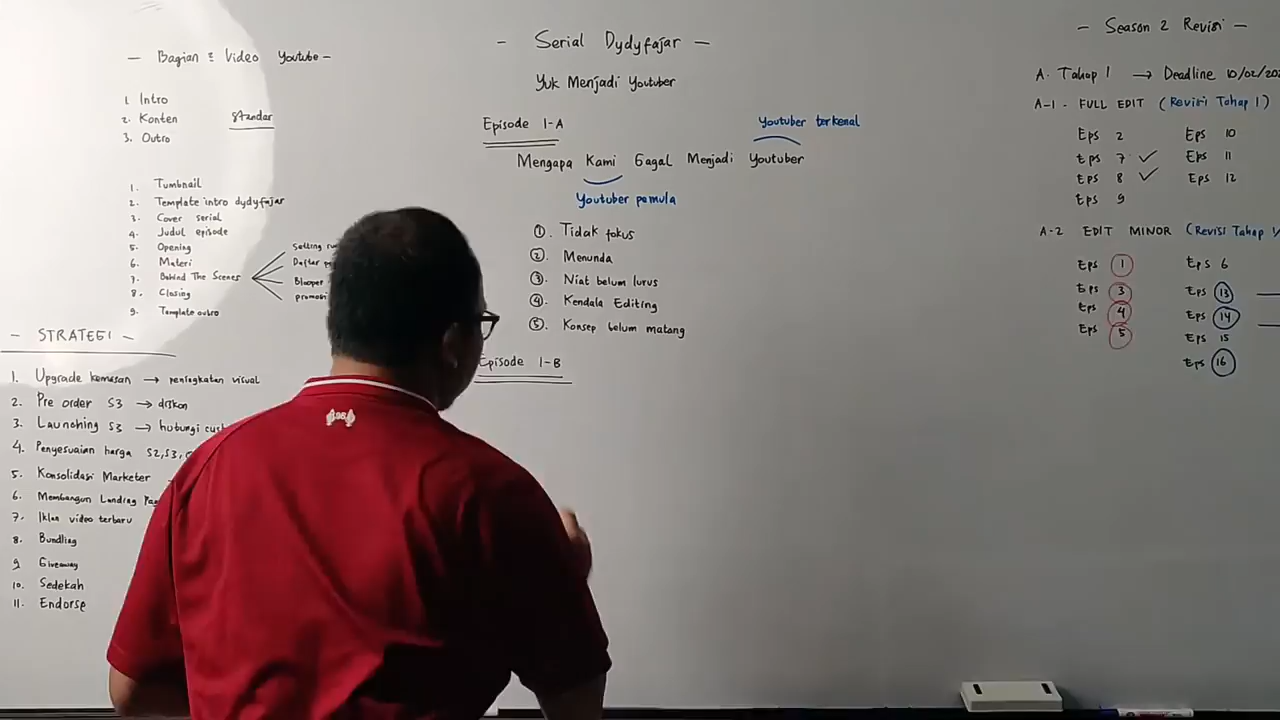 - Bagian² Video Youtube -
1. Intro
2. Konten
3. Outro
Standar
1. Tumbnail
2. Template intro dydyfajar
3. Cover serial
4. Judul episode
5. Opening
6. Materi
7. Behind The Scenes
8. Closing
9. Template outro
Setting
Daftar
Blooper
promosi
- STRATEGI -
1. Upgrade kemasan → peningkatan visual
2. Pre order S3 → diskon
3. Launching S3 → hubungi
4. Penyesuaian harga S2, S3,
5. Konsolidasi Marketer
6. Membangun Landing
7. Iklan video terbaru
8. Bundling
9. Giveaway
10. Sedekah
11. Endorse
- Serial Dydyfajar -
Yuk Menjadi Youtuber
Episode 1-A
Youtuber terkenal
Mengapa Kami Gagal Menjadi Youtuber
Youtuber pemula
1. Tidak fokus
2. Menunda
3. Niat belum lurus
4. Kendala Editing
5. Konsep belum matang
Episode 1-B
- Season 2 Revisi -
A. Tahap 1 → Deadline 10/02/
A-1. FULL EDIT (Revisi Tahap 1)
Eps 2
Eps 7 ✓
Eps 8 ✓
Eps 9
Eps 10
Eps 11
Eps 12
A-2 EDIT MINOR (Revisi Tahap
Eps 1
Eps 3
Eps 4
Eps 5
Eps 6
Eps 13
Eps 14
Eps 15
Eps 16